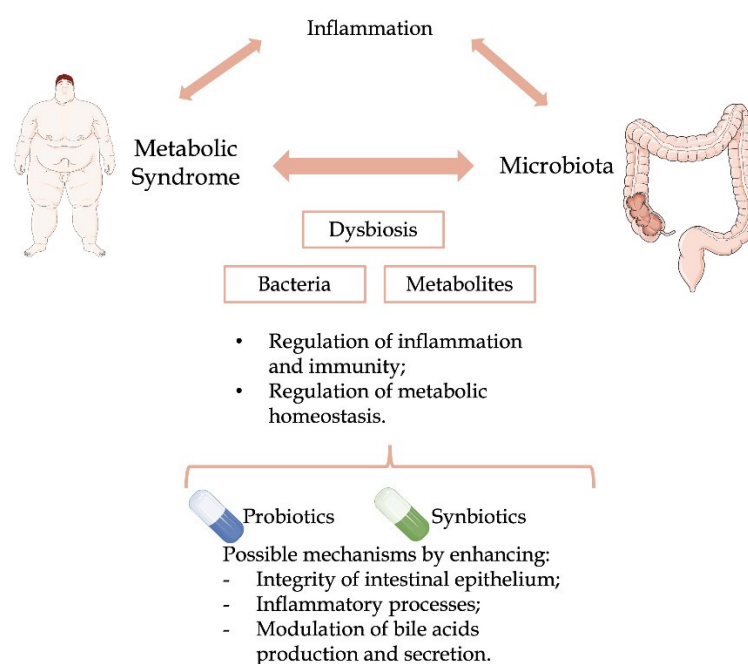 Inflammation
Metabolic
Syndrome
Microbiota
Dysbiosis
Bacteria
Metabolites
• Regulation of inflammation
and immunity;
• Regulation of metabolic
homeostasis.
Probiotics
Synbiotics
Possible mechanisms by enhancing:
- Integrity of intestinal epithelium;
- Inflammatory processes;
- Modulation of bile acids
production and secretion.